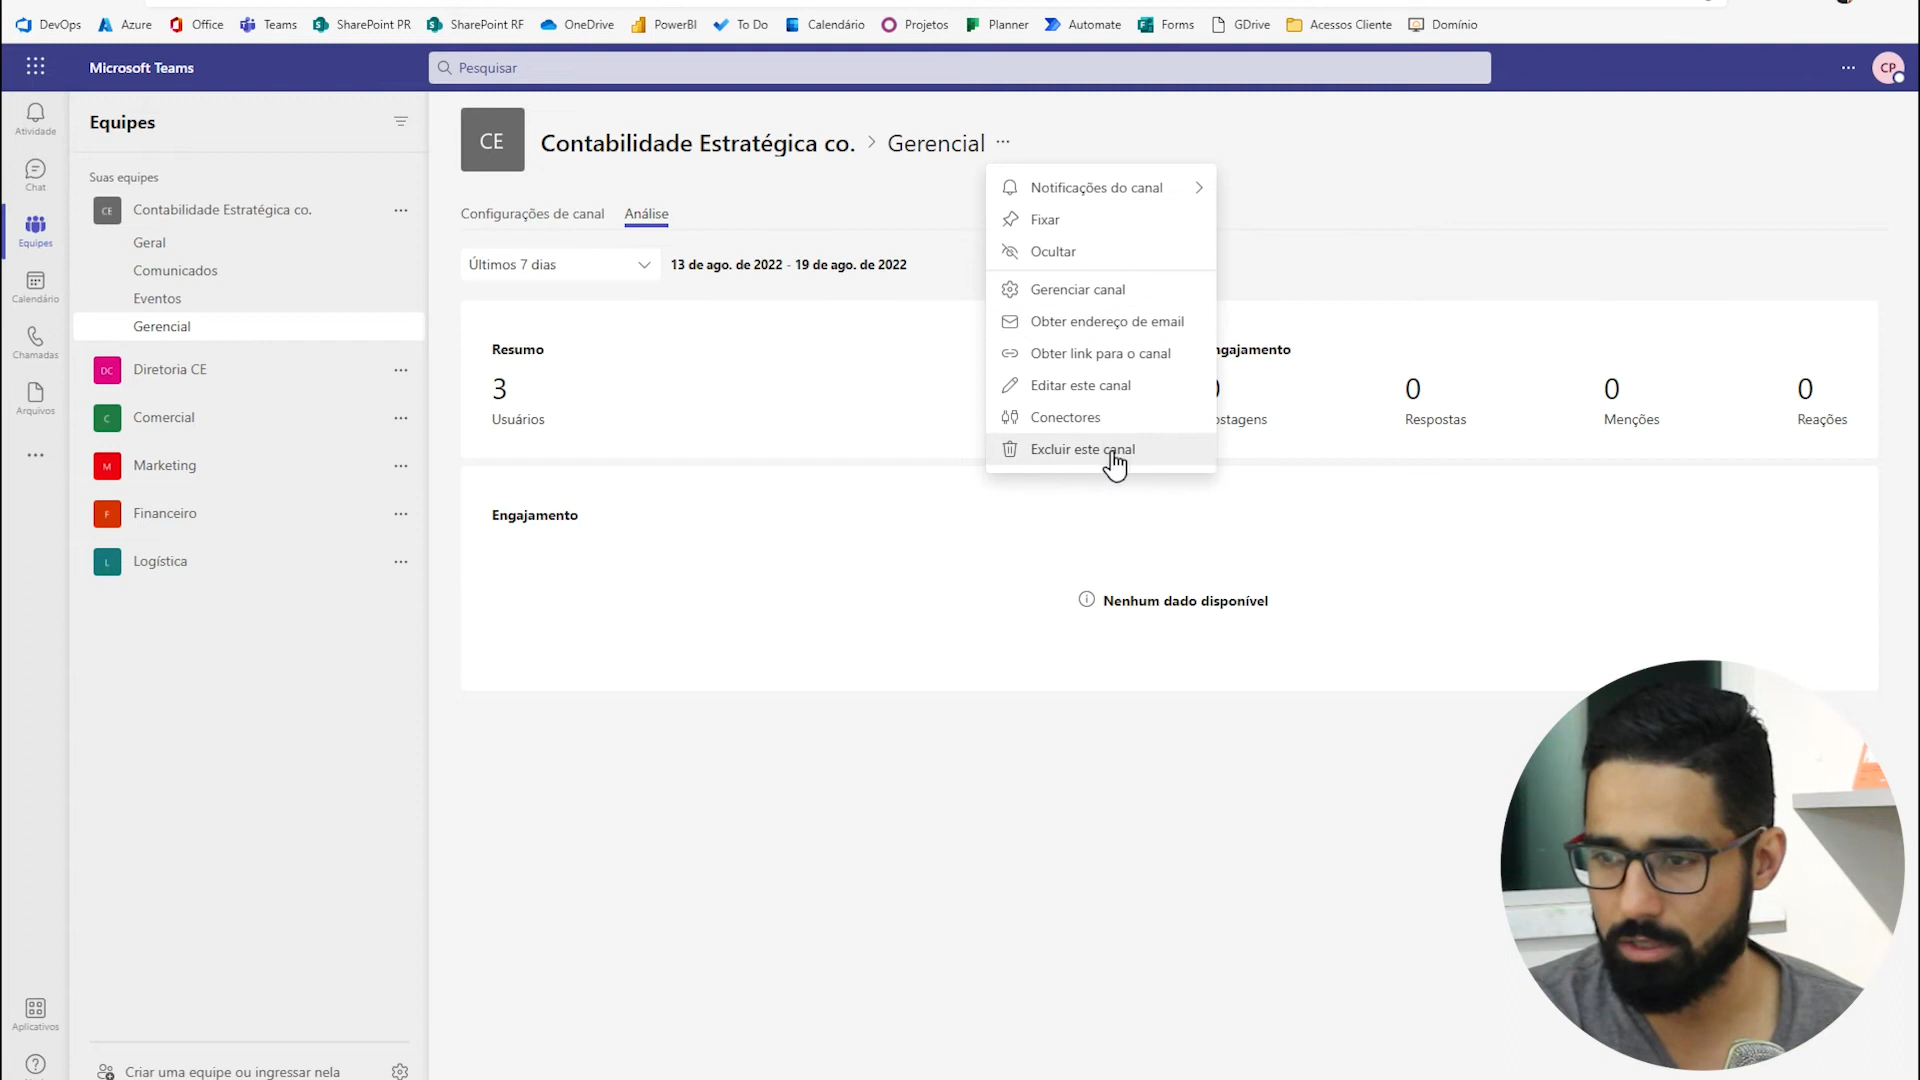 DevOps Azure Office Teams SharePoint PR SharePoint RF OneDrive PowerBI To Do Calendário Projetos Planner Automate Forms GDrive Acessos Cliente Domínio
Microsoft Teams
Pesquisar
CP
Atividade
Chat
Equipes
Calendário
Chamadas
Arquivos
Aplicativos
Equipes
Suas equipes
CE Contabilidade Estratégica co.
Geral
Comunicados
Eventos
Gerencial
DC Diretoria CE
C Comercial
M Marketing
F Financeiro
L Logística
Criar uma equipe ou ingressar nela
CE Contabilidade Estratégica co. > Gerencial
Configurações de canal Análise
Últimos 7 dias 13 de ago. de 2022 - 19 de ago. de 2022
Notificações do canal
Fixar
Ocultar
Gerenciar canal
Obter endereço de email
Obter link para o canal
Editar este canal
Conectores
Excluir este canal
Resumo
3
Usuários
ngajamento
0 0 0
ostagens Respostas Menções Reações
Engajamento
Nenhum dado disponível